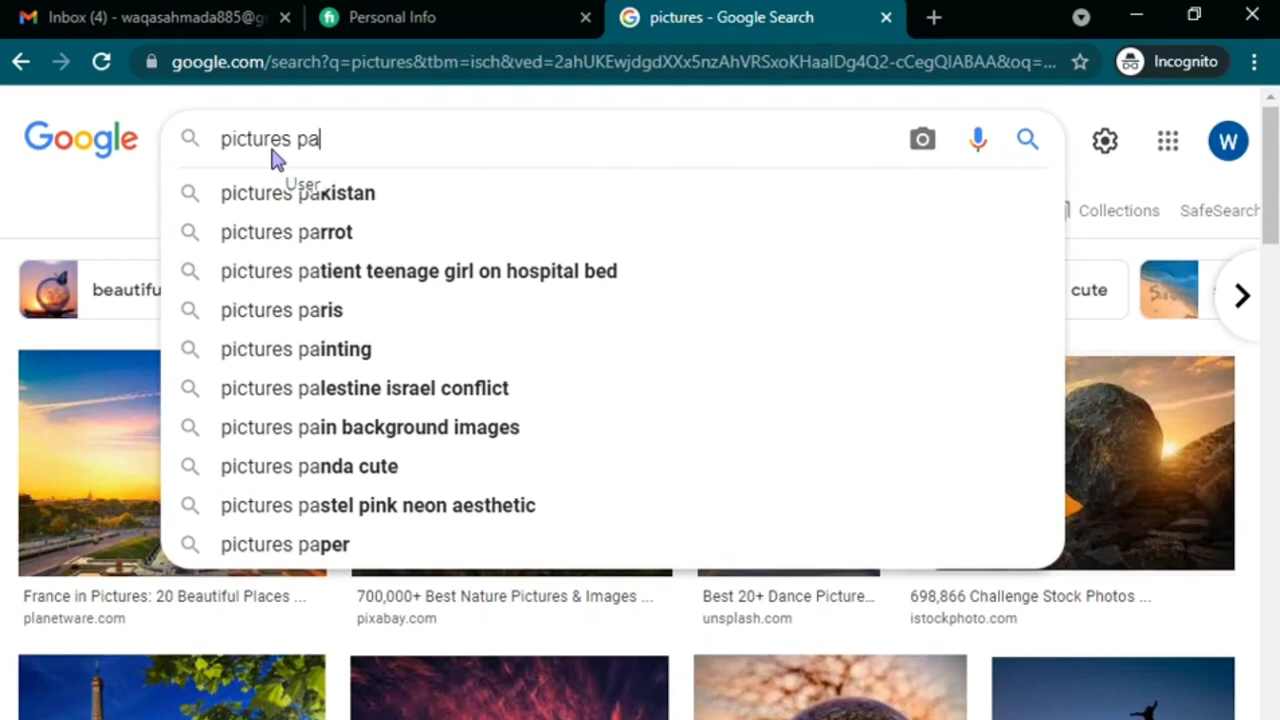 Inbox (4) - waqasahmada885@g
Personal Info
pictures - Google Search
google.com/search?q=pictures&tbm=isch&ved=2ahUKEwjdgdXXx5nzAhVRSxoKHaalDg4Q2-cCegQIABAA&oq=...
Incognito
Google
pictures pa
W
User
pictures pakistan
pictures parrot
pictures patient teenage girl on hospital bed
pictures paris
pictures painting
pictures palestine israel conflict
pictures pain background images
pictures panda cute
pictures pastel pink neon aesthetic
pictures paper
Collections
SafeSearch
beautifu
cute
France in Pictures: 20 Beautiful Places ...
planetware.com
700,000+ Best Nature Pictures & Images ...
pixabay.com
Best 20+ Dance Picture...
unsplash.com
698,866 Challenge Stock Photos ...
istockphoto.com